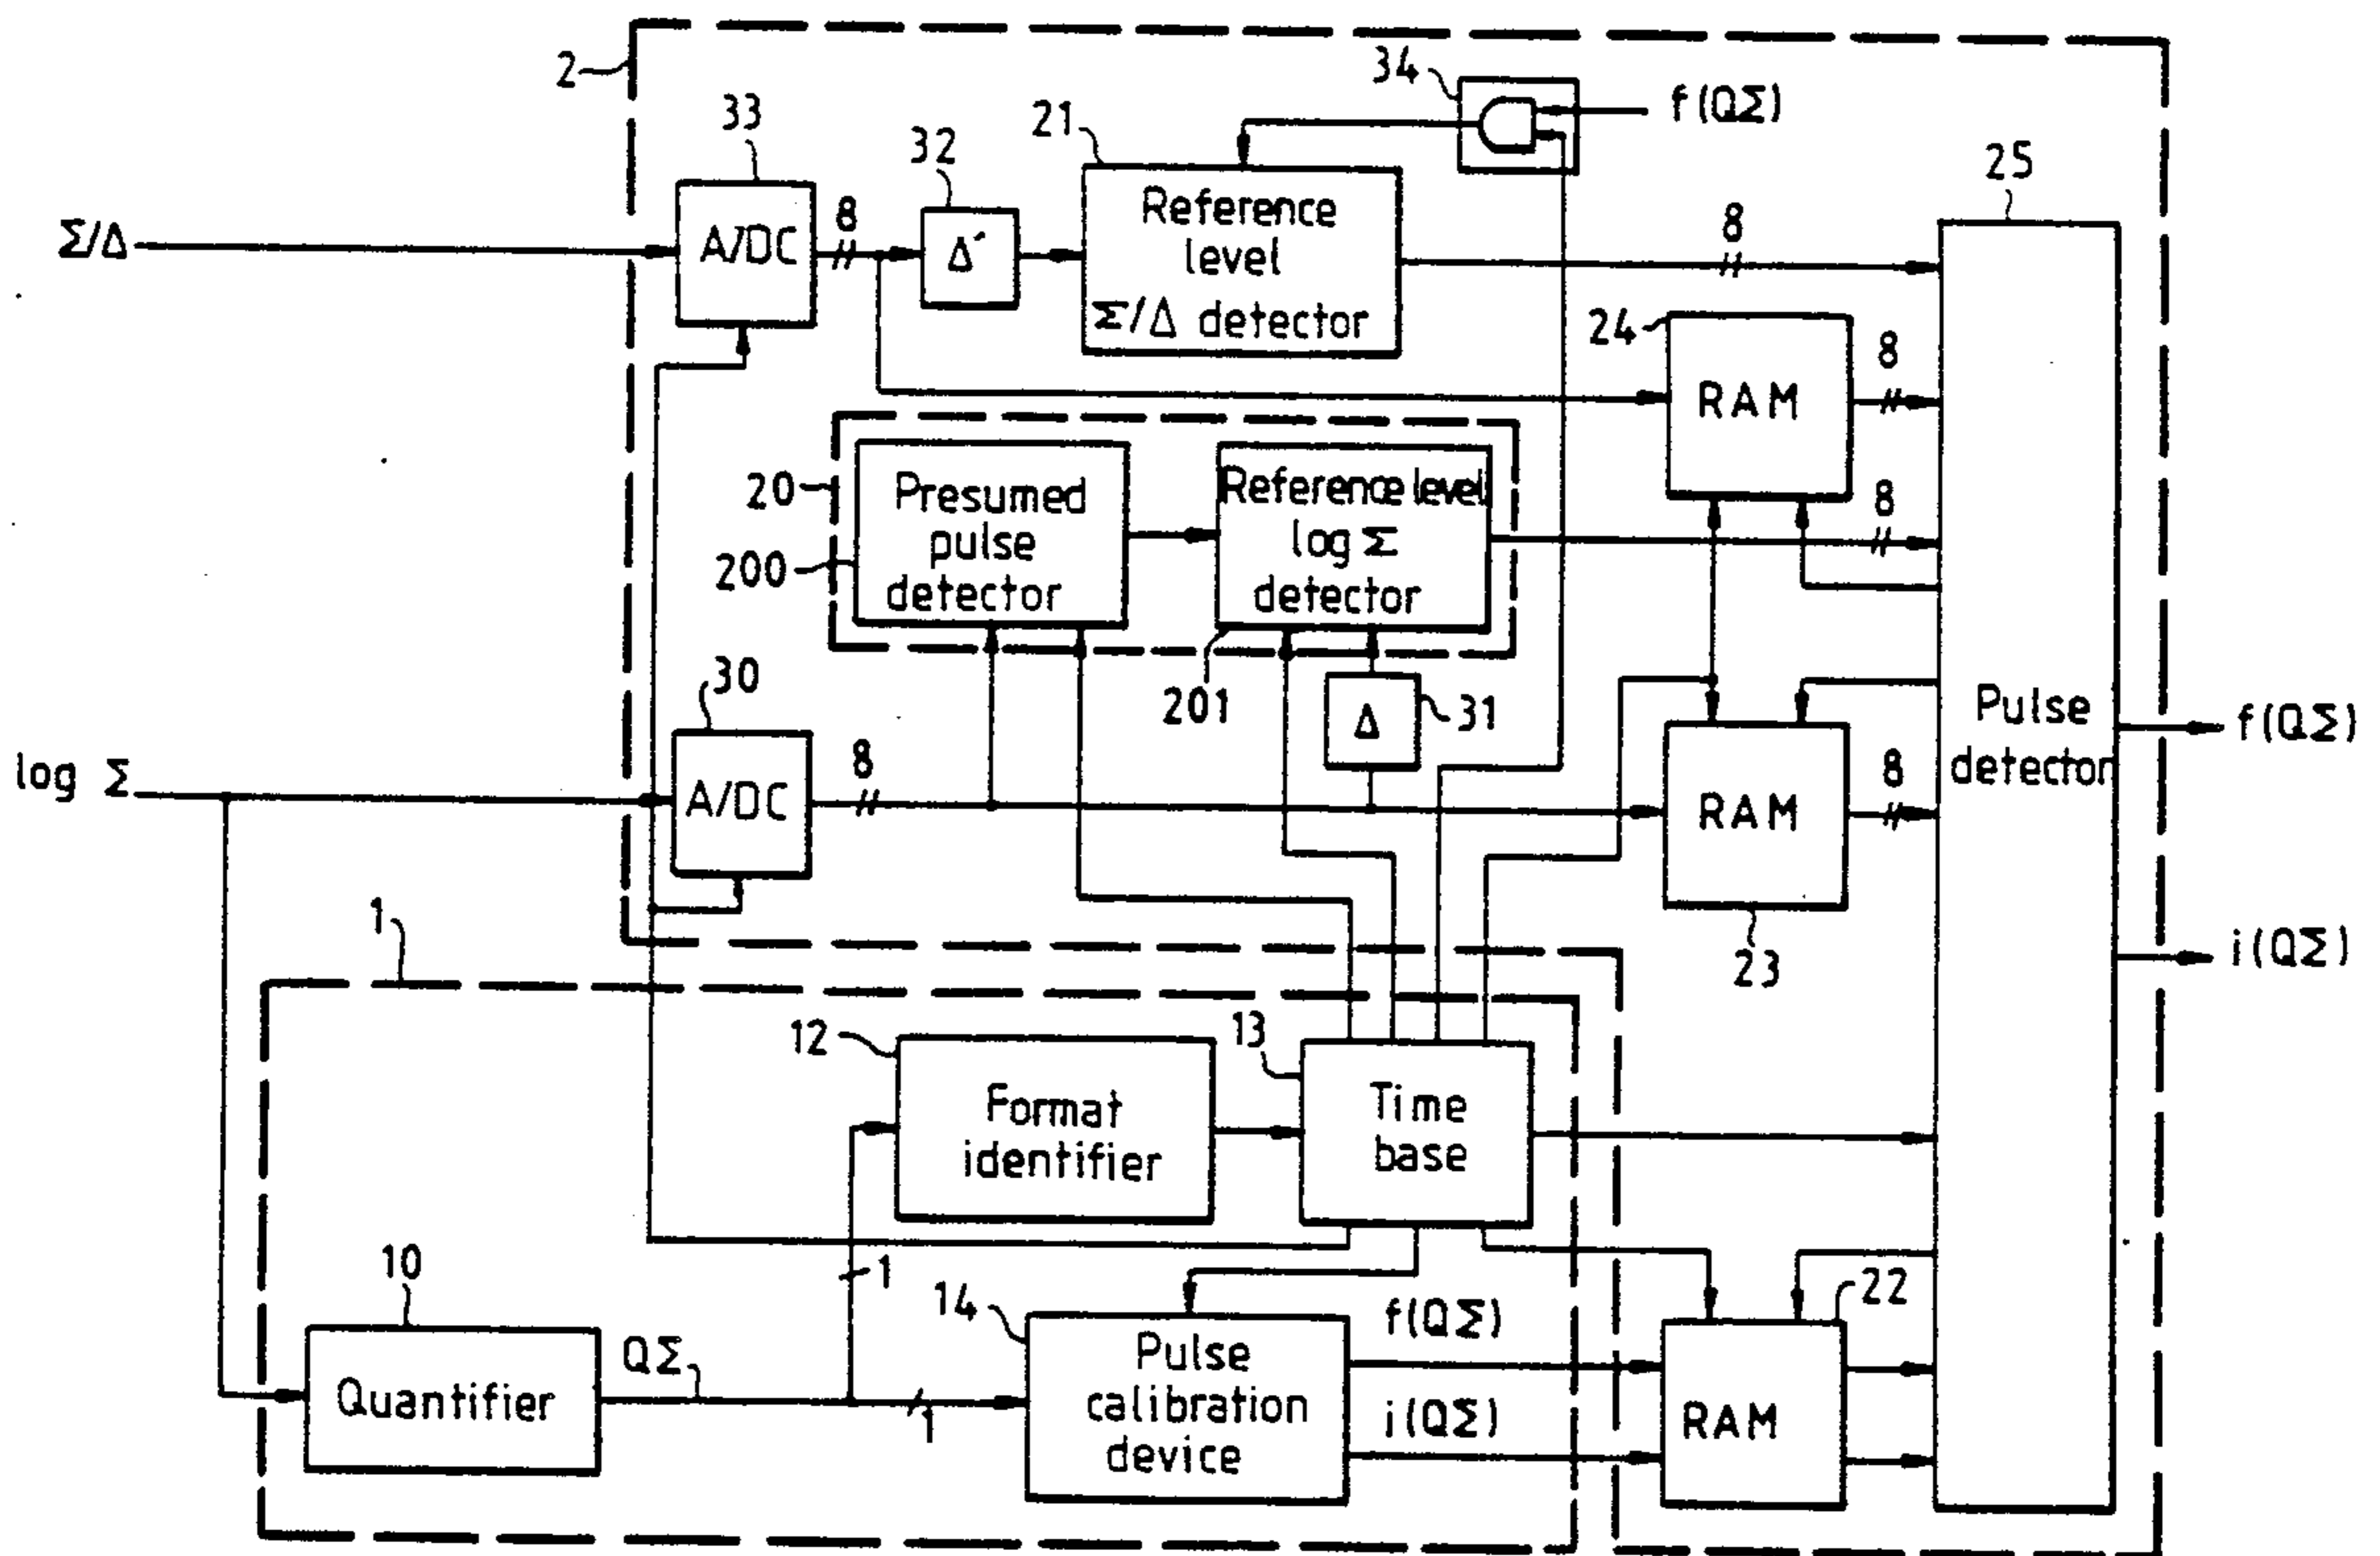 2
34
f(QΣ)
33
32
21
25
Σ/Δ
A/DC
8
Δ´
Reference
level
Σ/Δ detector
8
24
RAM
8
20
200
Presumed
pulse
detector
Reference level
log Σ
detector
8
201
Δ
31
30
log Σ
A/DC
8
RAM
8
23
Pulse
detector
f(QΣ)
i(QΣ)
1
12
Format
identifier
13
Time
base
1
10
Quantifier
QΣ
1
14
Pulse
calibration
device
f(QΣ)
i(QΣ)
22
RAM